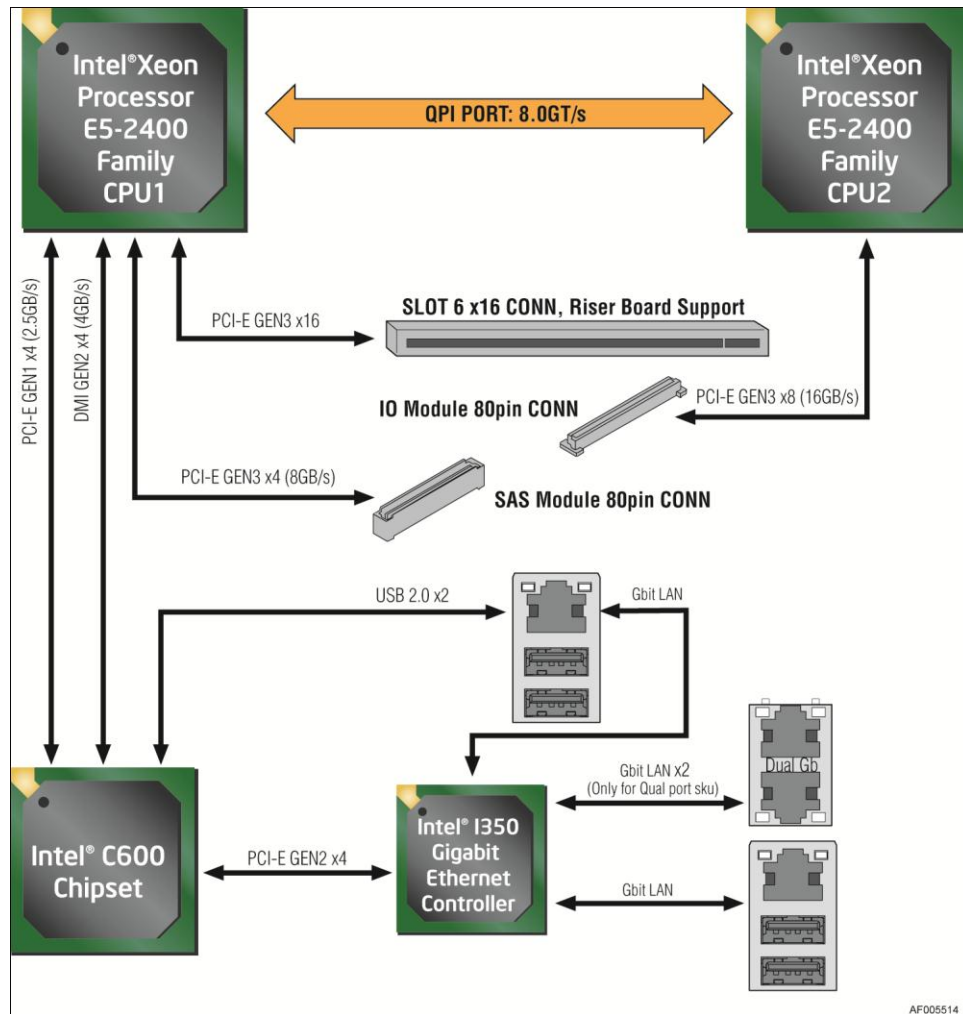 Intel®Xeon
Processor
E5-2400
Family
CPU1
QPI PORT: 8.0GT/s
Intel®Xeon
Processor
E5-2400
Family
CPU2
PCI-E GEN1 x4 (2.5GB/s)
DMI GEN2 x4 (4GB/s)
PCI-E GEN3 x16
SLOT 6 x16 CONN, Riser Board Support
IO Module 80pin CONN
PCI-E GEN3 x8 (16GB/s)
PCI-E GEN3 x4 (8GB/s)
SAS Module 80pin CONN
USB 2.0 x2
Gbit LAN
Intel® C600
Chipset
PCI-E GEN2 x4
Intel® I350
Gigabit
Ethernet
Controller
Gbit LAN x2
(Only for Qual port sku)
Dual Gb
Gbit LAN
AF005514